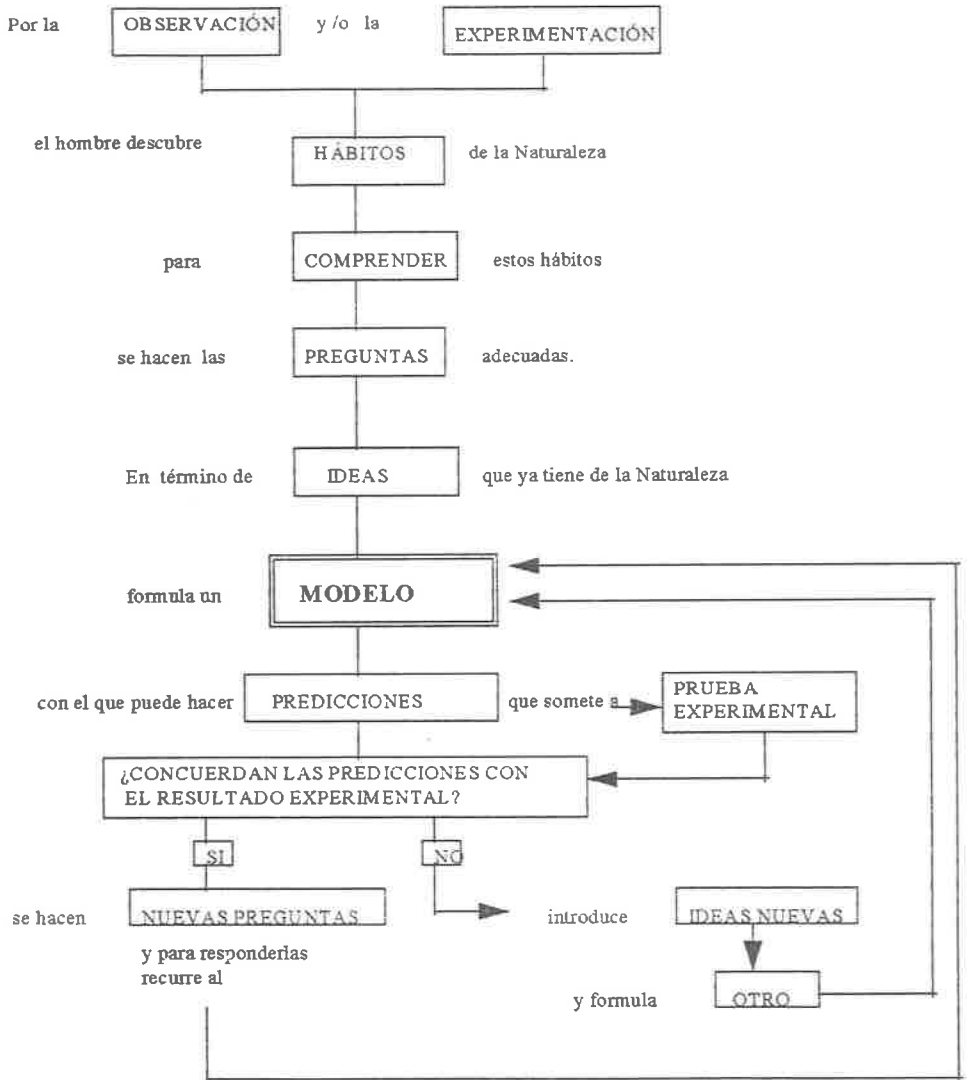 Por la OBSERVACIÓN y /o la EXPERIMENTACIÓN
el hombre descubre HÁBITOS de la Naturaleza
para COMPRENDER estos hábitos
se hacen las PREGUNTAS adecuadas.
En término de IDEAS que ya tiene de la Naturaleza
formula un MODELO
con el que puede hacer PREDICCIONES que somete a PRUEBA
EXPERIMENTAL
¿CONCUERDAN LAS PREDICCIONES CON
EL RESULTADO EXPERIMENTAL?
SI NO
se hacen NUEVAS PREGUNTAS introduce IDEAS NUEVAS
y para responderlas
recurre al
y formula OTRO